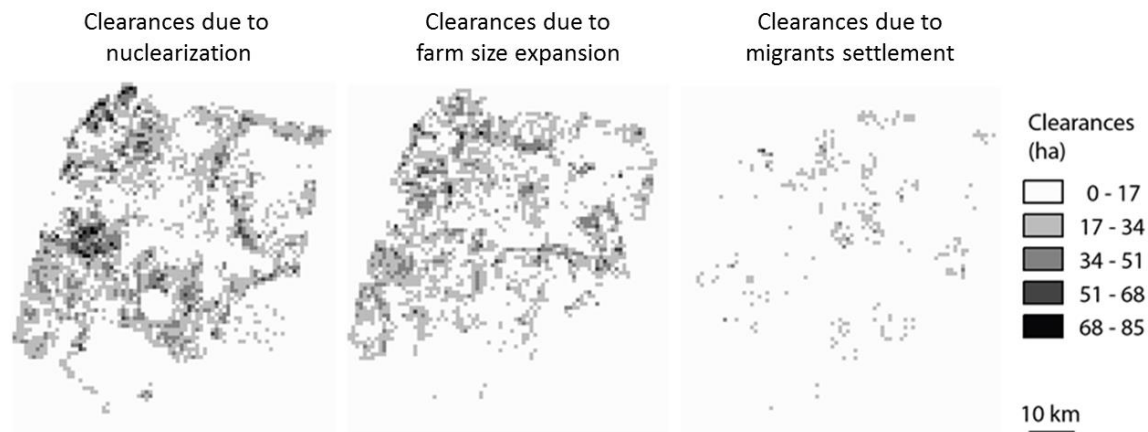 Clearances due to
nuclearization
Clearances due to
farm size expansion
Clearances due to
migrants settlement
Clearances
(ha)
0 - 17
17 - 34
34 - 51
51 - 68
68 - 85
10 km